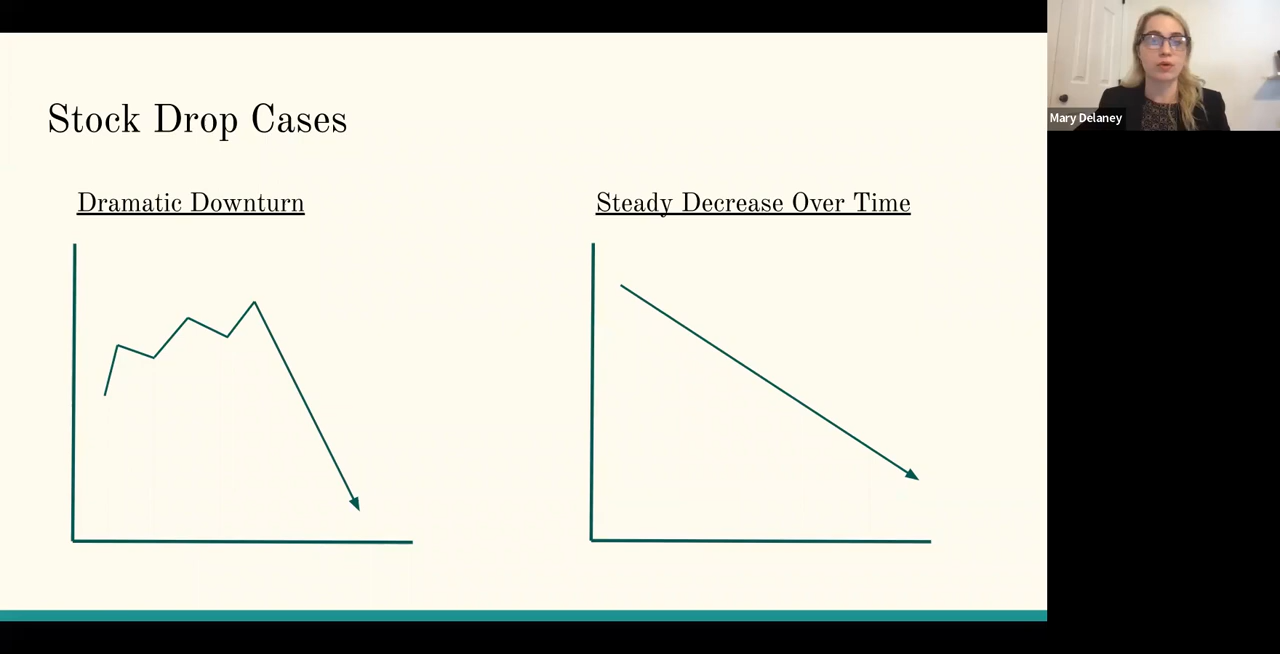 Stock Drop Cases
Dramatic Downturn
Steady Decrease Over Time
Mary Delaney